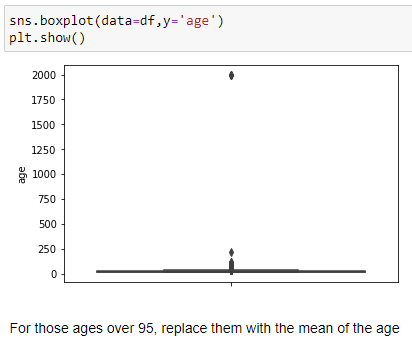 sns.boxplot(data=df,y='age')
plt.show()
2000
1750
1500
1250
1000
750
500
250
0
age
For those ages over 95, replace them with the mean of the age